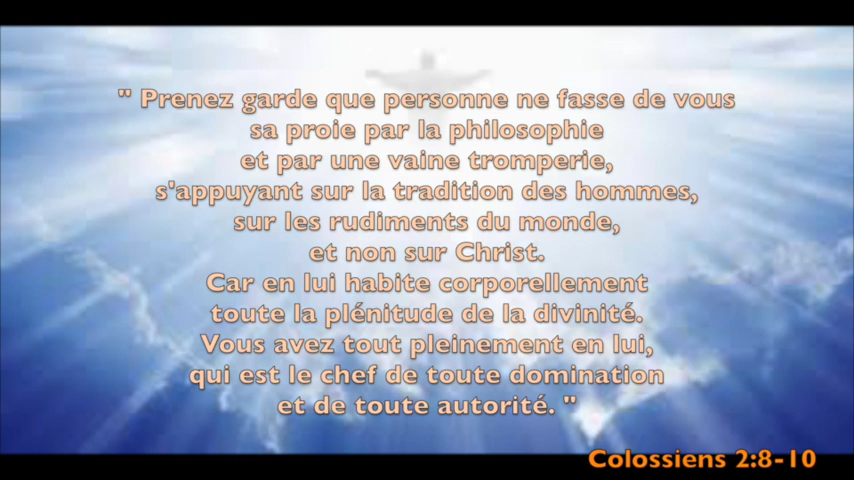 " Prenez garde que personne ne fasse de vous
sa proie par la philosophie
et par une vaine tromperie,
s'appuyant sur la tradition des hommes,
sur les rudiments du monde,
et non sur Christ.
Car en lui habite corporellement
toute la plénitude de la divinité.
Vous avez tout pleinement en lui,
qui est le chef de toute domination
et de toute autorité. "
Colossiens 2:8-10